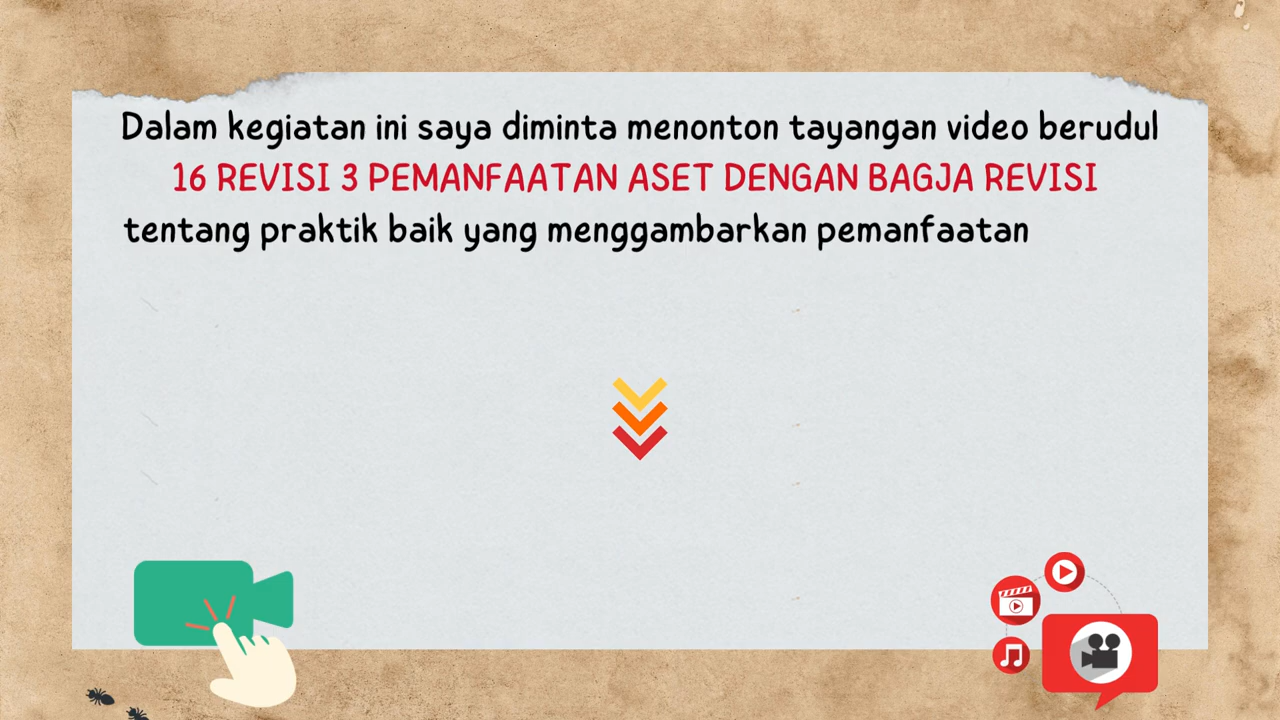 Dalam kegiatan ini saya diminta menonton tayangan video berudul
16 REVISI 3 PEMANFAATAN ASET DENGAN BAGJA REVISI
tentang praktik baik yang menggambarkan pemanfaatan